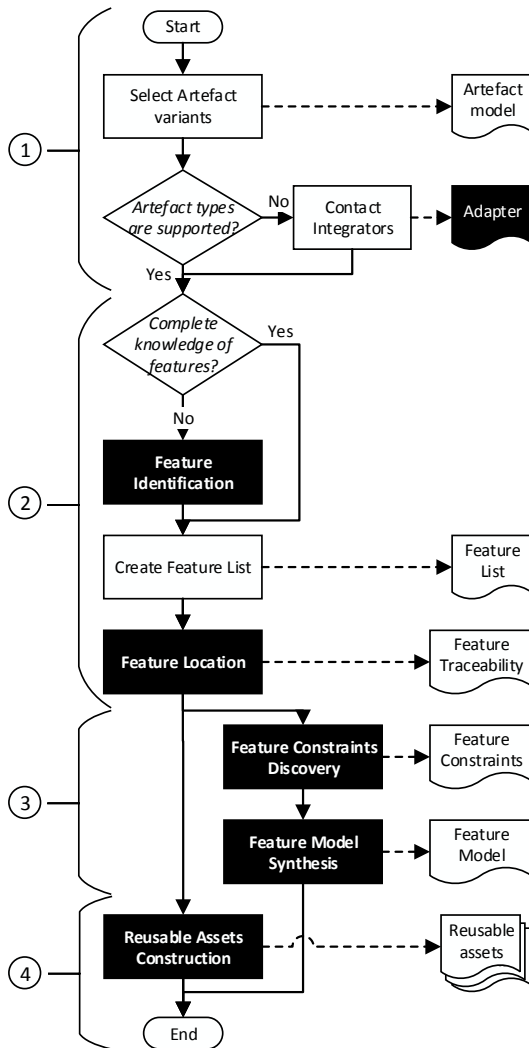 Start
Select Artefact
variants
Artefact
model
1
Artefact types
are supported?
No
Contact
Integrators
Adapter
Yes
Complete
knowledge of
features?
Yes
No
Feature
Identification
2
Create Feature List
Feature
List
Feature Location
Feature
Traceability
Feature Constraints
Discovery
Feature
Constraints
3
Feature Model
Synthesis
Feature
Model
Reusable Assets
Construction
Reusable
assets
4
End